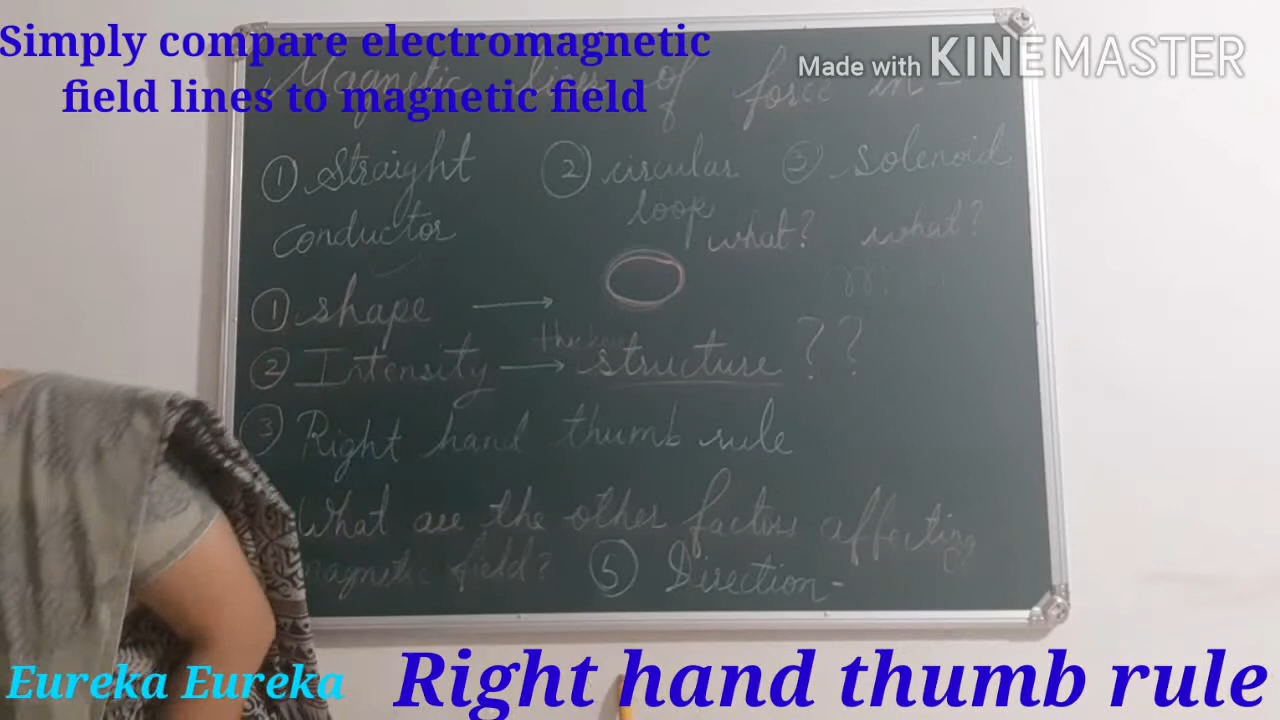 Simply compare electromagnetic
field lines to magnetic field
Made with KINEMASTER
Magnetic lines of force in -
① Straight ② circular ③ solenoid
conductor loop what? what?
① shape →
② Intensity → structure ??
③ Right hand thumb rule
What are the other factors affecting
magnetic field? ⑤ Direction -
Eureka Eureka
Right hand thumb rule